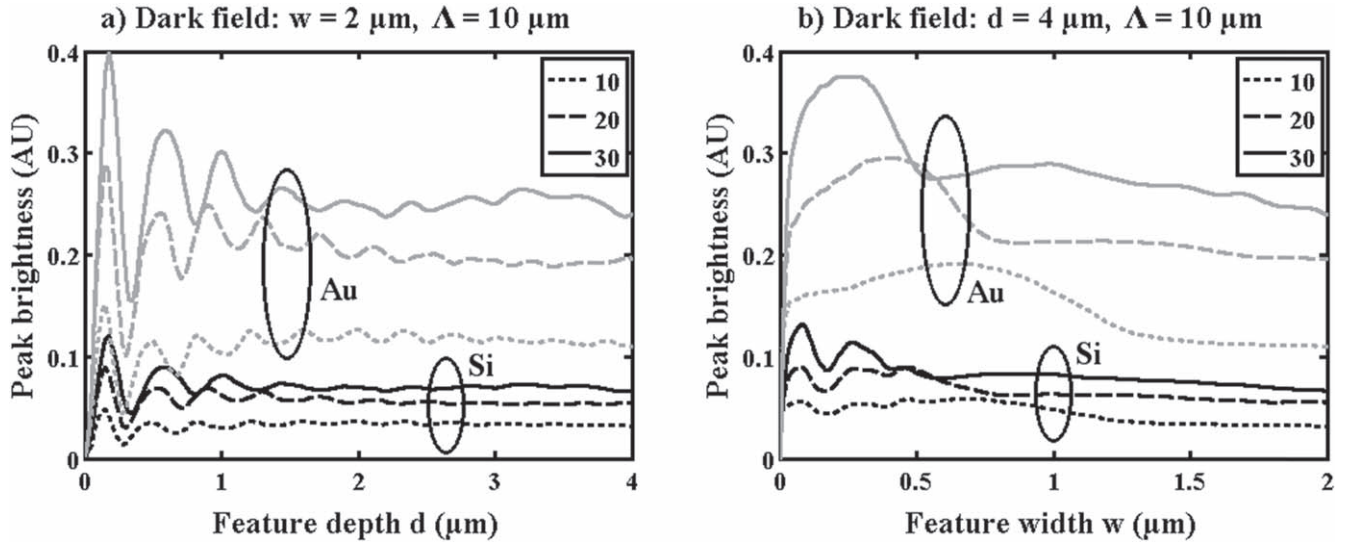 a) Dark field: w = 2 μm, Λ = 10 μm
Peak brightness (AU)
0.4
0.3
0.2
0.1
0
10
20
30
Au
Si
0
1
2
3
4
Feature depth d (μm)
b) Dark field: d = 4 μm, Λ = 10 μm
Peak brightness (AU)
0.4
0.3
0.2
0.1
0
10
20
30
Au
Si
0
0.5
1
1.5
2
Feature width w (μm)